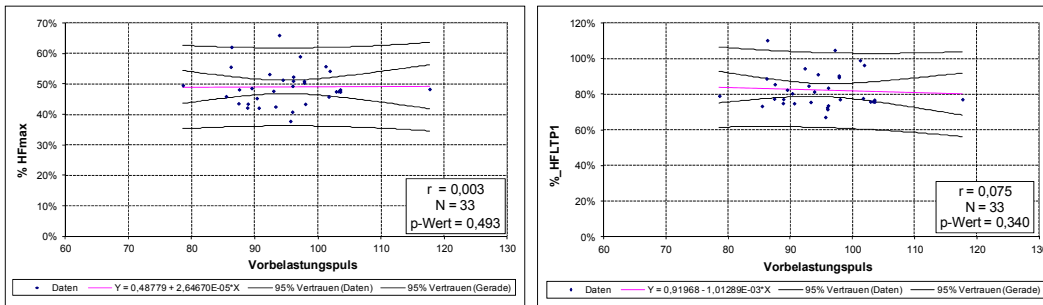 70%
60%
50%
40%
30%
20%
10%
0%
% HFmax
60 70 80 90 100 110 120 130
Vorbelastungspuls
r = 0,003
N = 33
p-Wert = 0,493
Daten Y = 0,48779 + 2,64670E-05*X 95% Vertrauen (Daten) 95% Vertrauen (Gerade)
120%
100%
80%
60%
40%
20%
0%
%_HFLTP1
60 70 80 90 100 110 120 130
Vorbelastungspuls
r = 0,075
N = 33
p-Wert = 0,340
Daten Y = 0,91968 - 1,01289E-03*X 95% Vertrauen (Daten) 95% Vertrauen (Gerade)